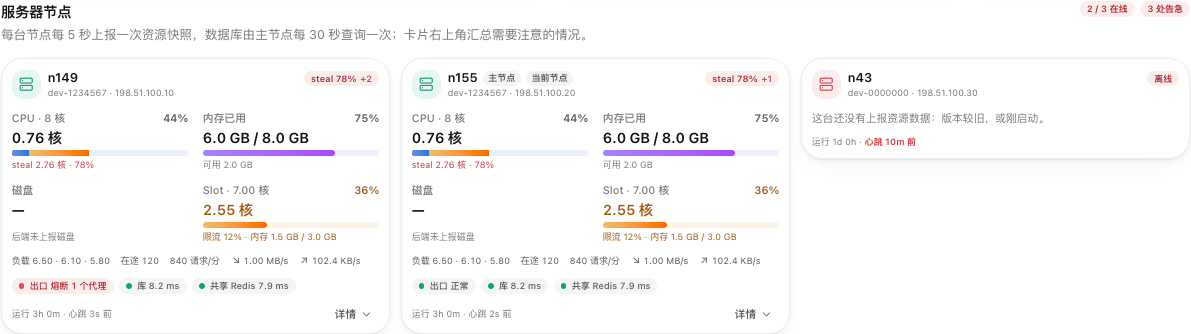 服务器节点
2 / 3 在线 3 处告急
每台节点每 5 秒上报一次资源快照，数据库由主节点每 30 秒查询一次；卡片右上角汇总需要注意的情况。
n149 steal 78% +2
dev-1234567 · 198.51.100.10
CPU · 8 核 44%
0.76 核
steal 2.76 核 · 78%
内存已用 75%
6.0 GB / 8.0 GB
可用 2.0 GB
磁盘
—
后端未上报磁盘
Slot · 7.00 核 36%
2.55 核
限流 12% · 内存 1.5 GB / 3.0 GB
负载 6.50 · 6.10 · 5.80 在途 120 840 请求/分 ↘ 1.00 MB/s ↗ 102.4 KB/s
出口 熔断 1 个代理 库 8.2 ms 共享 Redis 7.9 ms
运行 3h 0m · 心跳 3s 前 详情
n155 主节点 当前节点 steal 78% +1
dev-1234567 · 198.51.100.20
CPU · 8 核 44%
0.76 核
steal 2.76 核 · 78%
内存已用 75%
6.0 GB / 8.0 GB
可用 2.0 GB
磁盘
—
后端未上报磁盘
Slot · 7.00 核 36%
2.55 核
限流 12% · 内存 1.5 GB / 3.0 GB
负载 6.50 · 6.10 · 5.80 在途 120 840 请求/分 ↘ 1.00 MB/s ↗ 102.4 KB/s
出口 正常 库 8.2 ms 共享 Redis 7.9 ms
运行 3h 0m · 心跳 2s 前 详情
n43 离线
dev-0000000 · 198.51.100.30
这台还没有上报资源数据：版本较旧，或刚启动。
运行 1d 0h · 心跳 10m 前